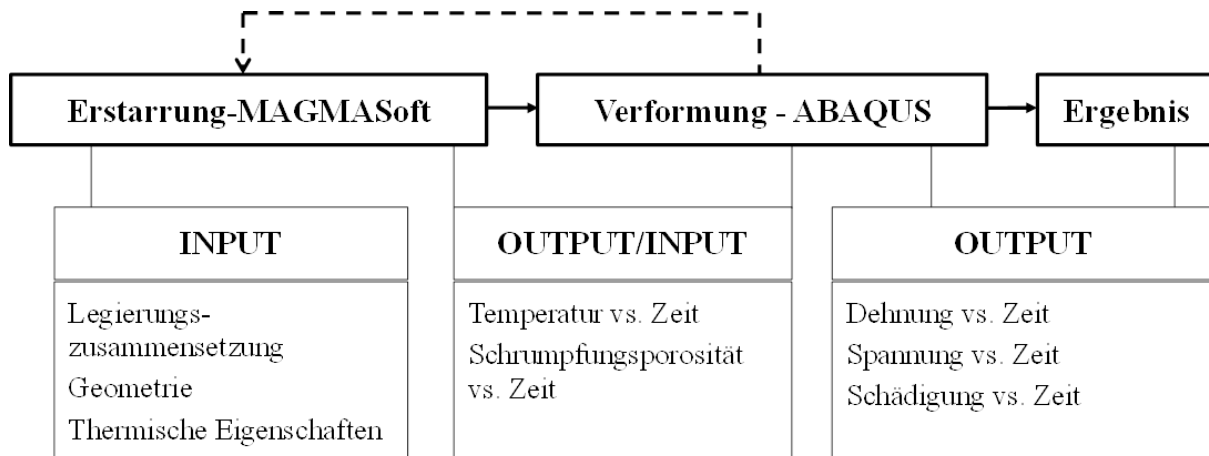 Erstarrung-MAGMASoft
Verformung - ABAQUS
Ergebnis
INPUT
Legierungs-
zusammensetzung
Geometrie
Thermische Eigenschaften
OUTPUT/INPUT
Temperatur vs. Zeit
Schrumpfungsporosität
vs. Zeit
OUTPUT
Dehnung vs. Zeit
Spannung vs. Zeit
Schädigung vs. Zeit